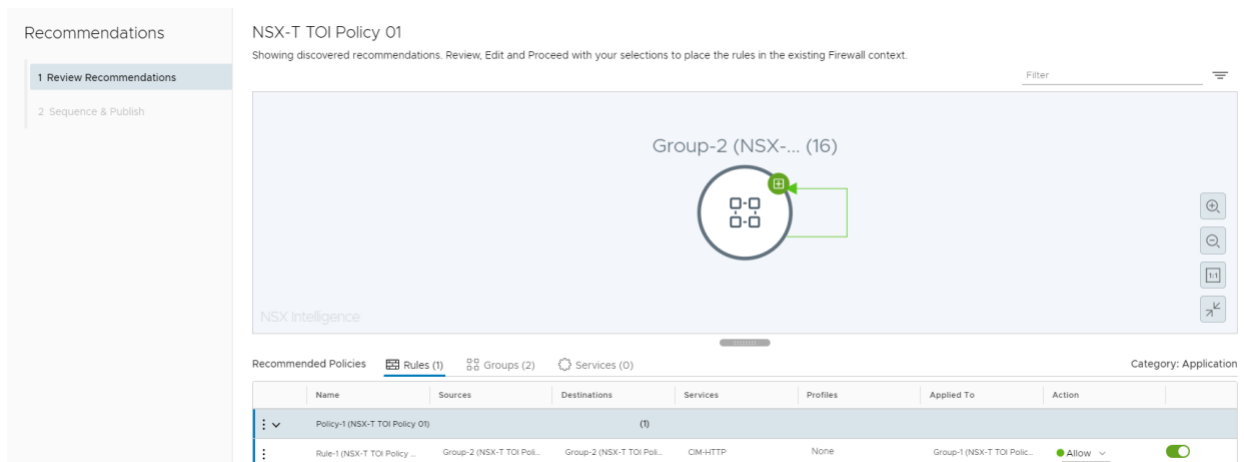 Recommendations
1 Review Recommendations
2 Sequence & Publish
NSX-T TOI Policy 01
Showing discovered recommendations. Review, Edit and Proceed with your selections to place the rules in the existing Firewall context.
Filter
Group-2 (NSX-... (16)
1:1
NSX Intelligence
Recommended Policies Rules (1) Groups (2) Services (0) Category: Application
Name Sources Destinations Services Profiles Applied To Action
Policy-1 (NSX-T TOI Policy 01) (1)
Rule-1 (NSX-T TOI Policy ... Group-2 (NSX-T TOI Poli... Group-2 (NSX-T TOI Poli... CIM-HTTP None Group-1 (NSX-T TOI Polic... Allow